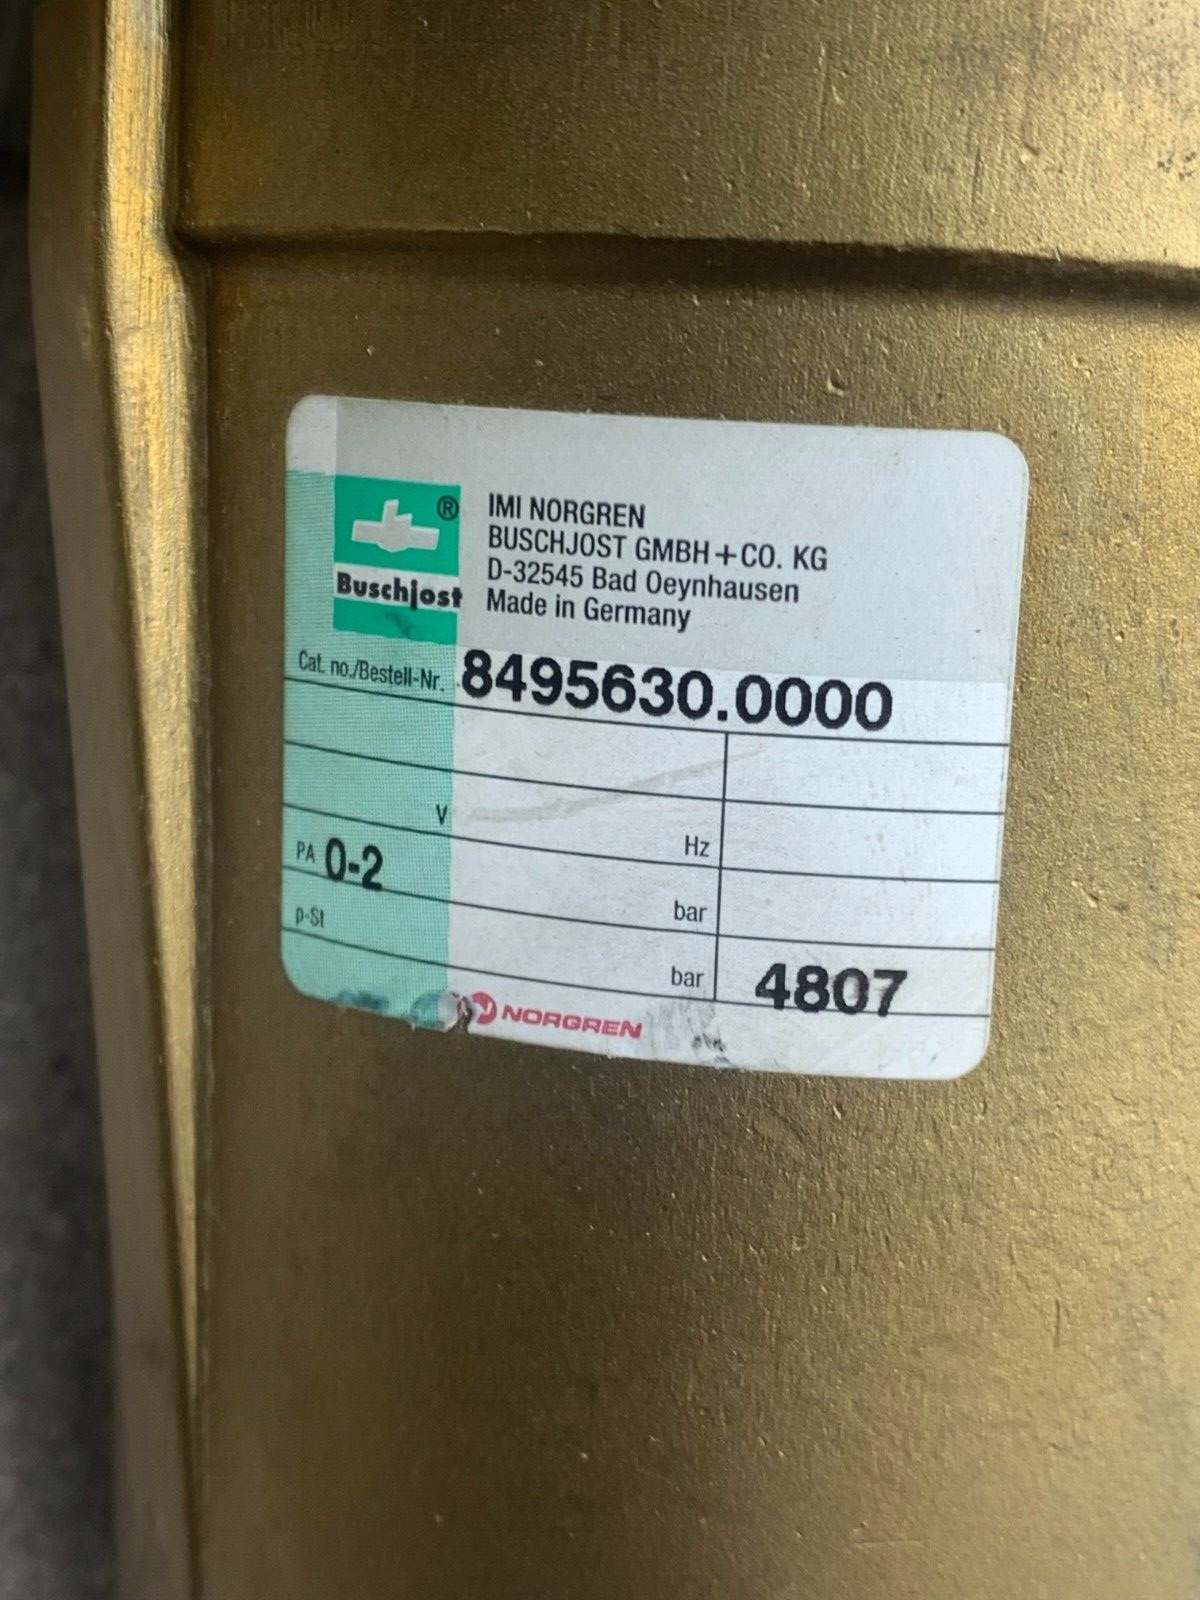 ®
Buschjost
IMI NORGREN
BUSCHJOST GMBH+CO. KG
D-32545 Bad Oeynhausen
Made in Germany
Cat. no./Bestell-Nr. 8495630.0000
V Hz
PA 0-2 bar
p-St bar 4807
NORGREN